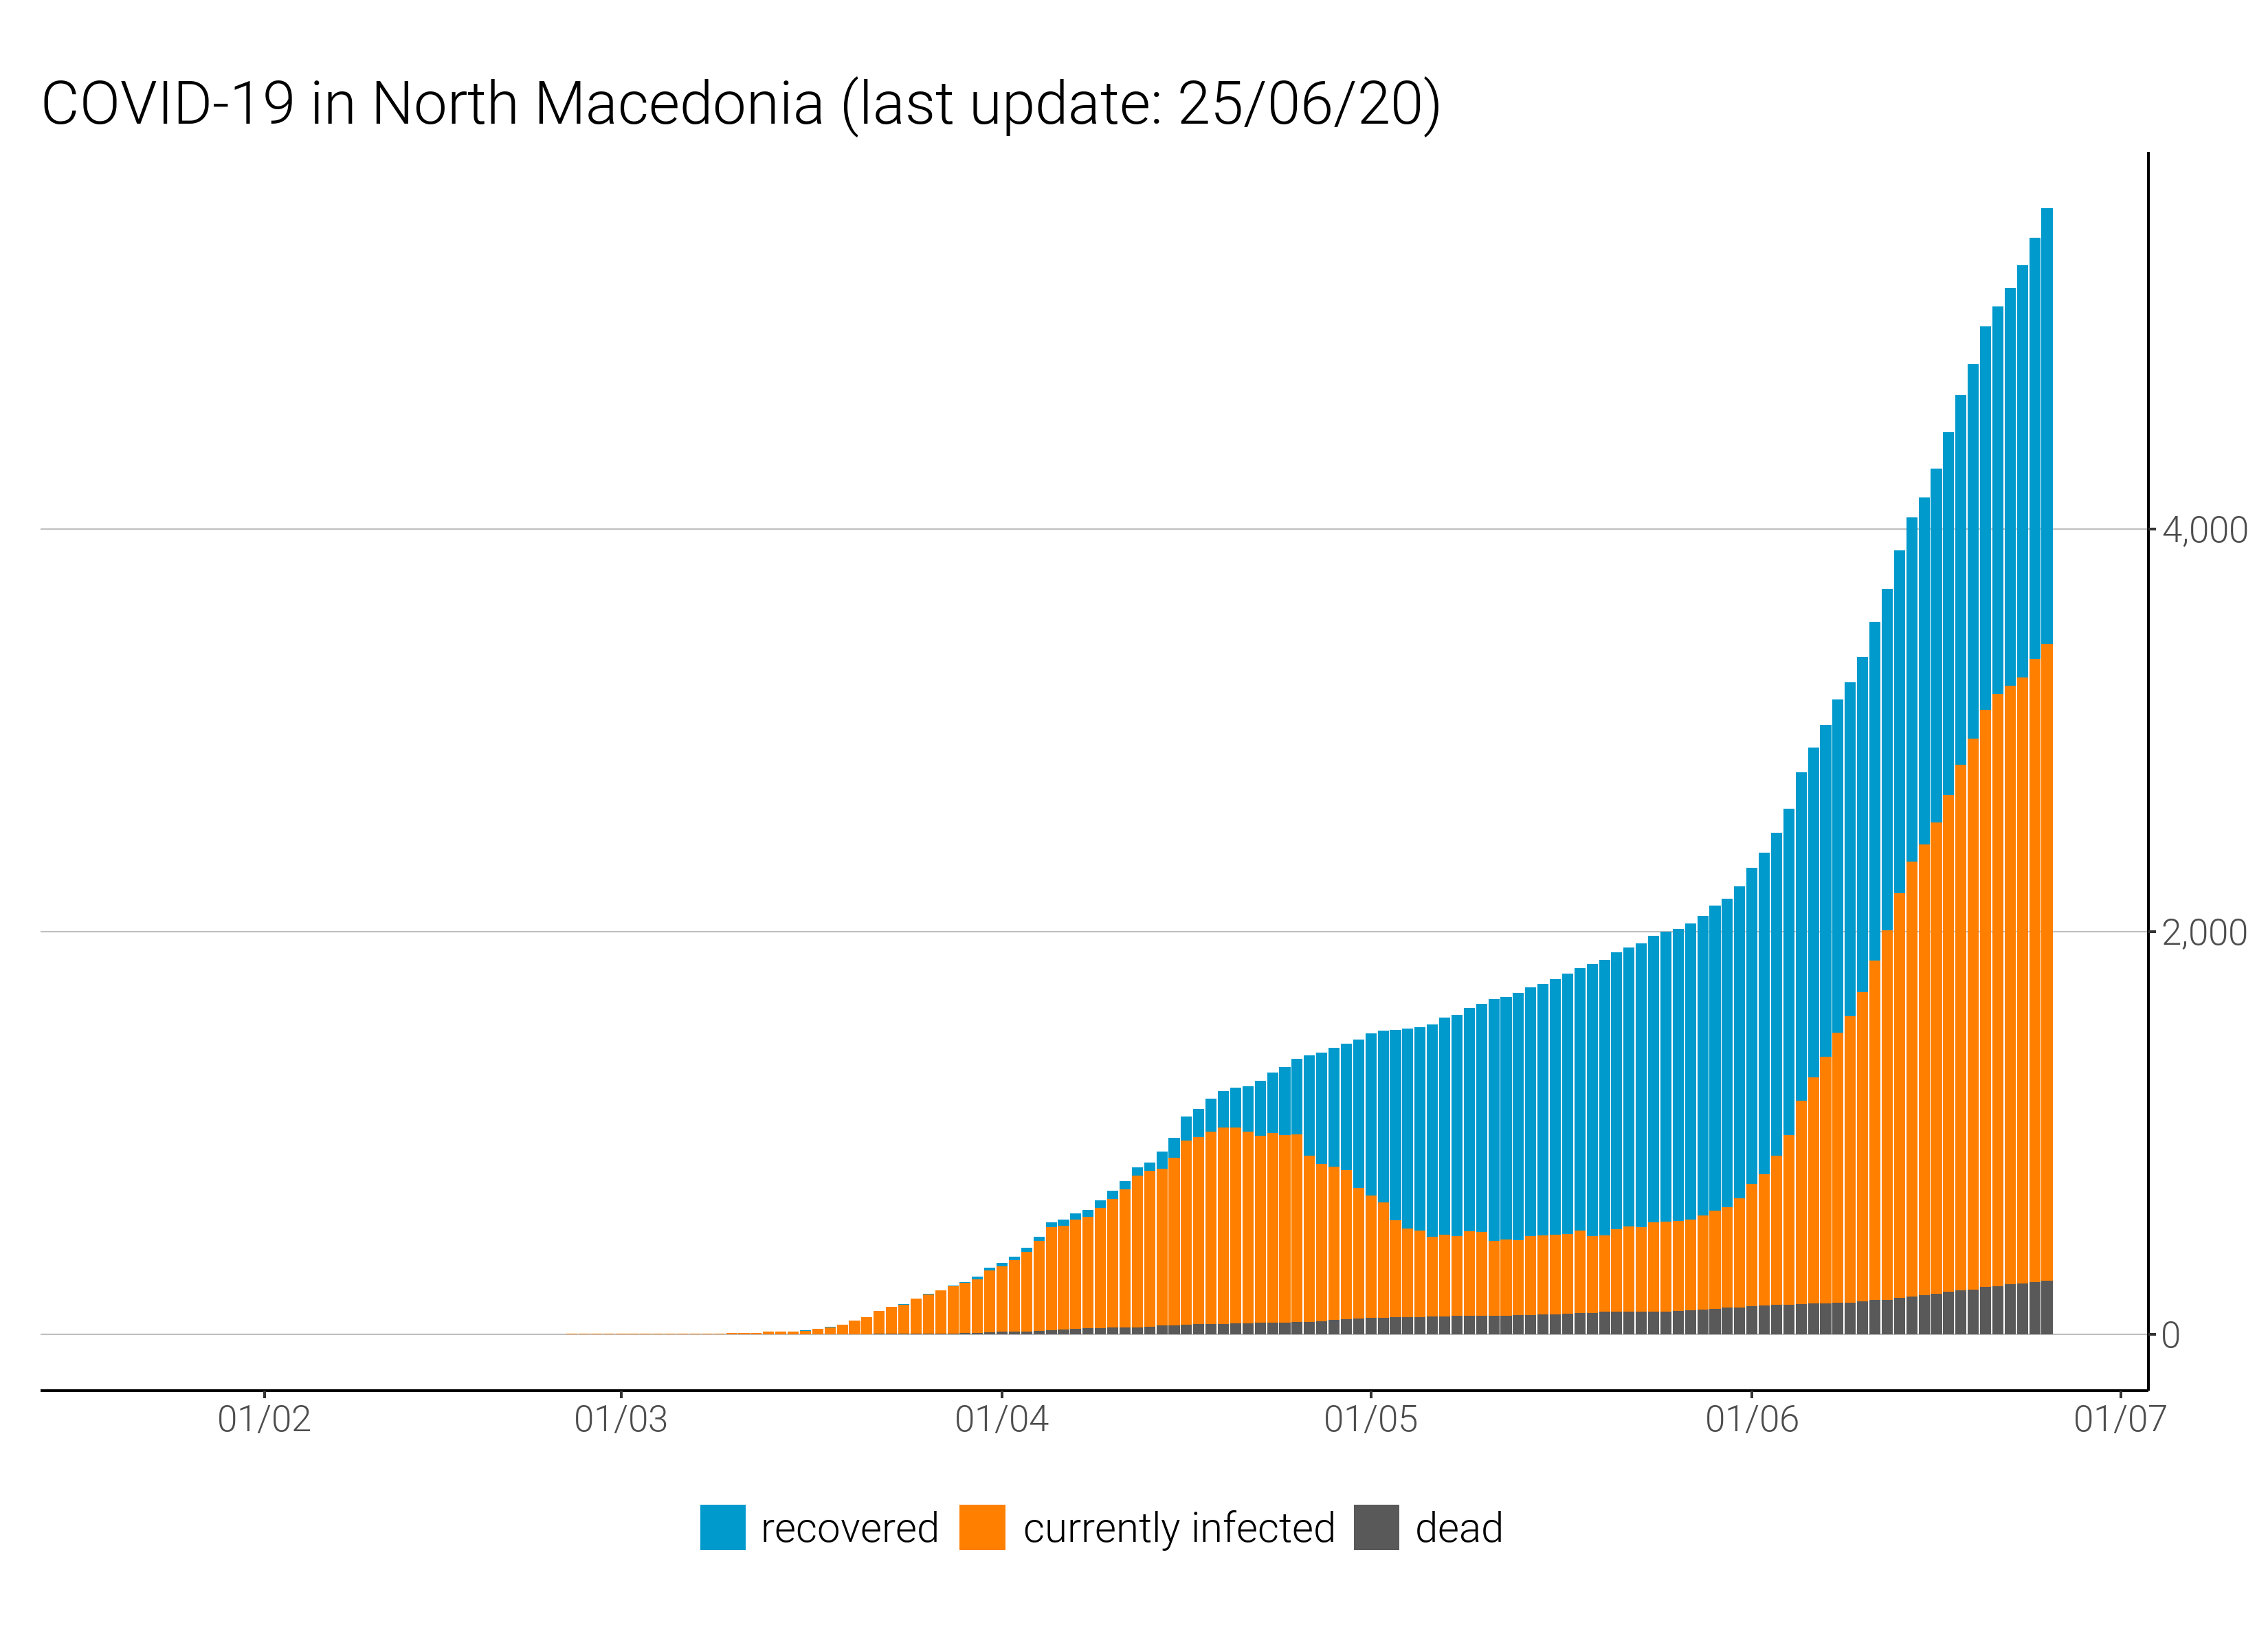 COVID-19 in North Macedonia (last update: 25/06/20)
4,000
2,000
0
01/02 01/03 01/04 01/05 01/06 01/07
recovered currently infected dead